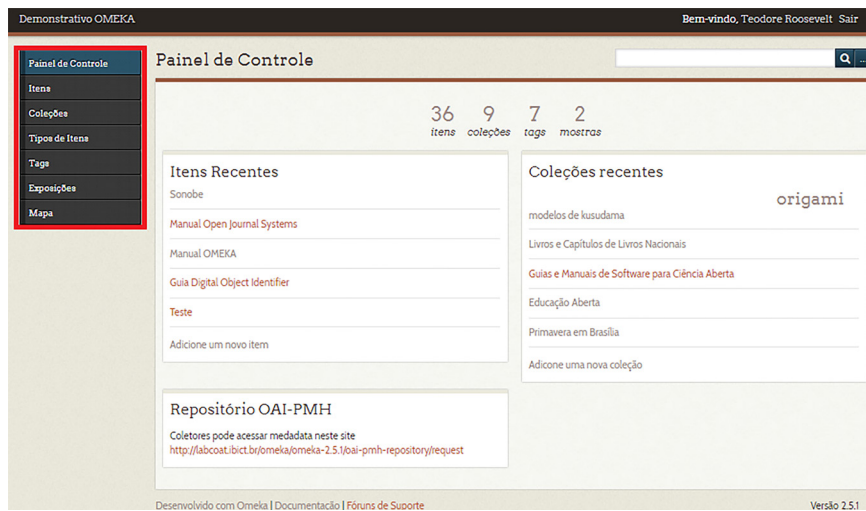 Demonstrativo OMEKA
Bem-vindo, Teodore Roosevelt Sair
Painel de Controle
Itens
Coleções
Tipos de Itens
Tags
Exposições
Mapa
Painel de Controle
...
36 9 7 2
itens coleções tags mostras
Itens Recentes
Sonobe
Manual Open Journal Systems
Manual OMEKA
Guia Digital Object Identifier
Teste
Adicione um novo item
Coleções recentes
origami
modelos de kusudama
Livros e Capítulos de Livros Nacionais
Guias e Manuais de Software para Ciência Aberta
Educação Aberta
Primavera em Brasília
Adicone uma nova coleção
Repositório OAI-PMH
Coletores pode acessar medadata neste site
http://labcoat.ibict.br/omeka/omeka-2.5.1/oai-pmh-repository/request
Desenvolvido com Omeka | Documentação | Fóruns de Suporte
Versão 2.5.1